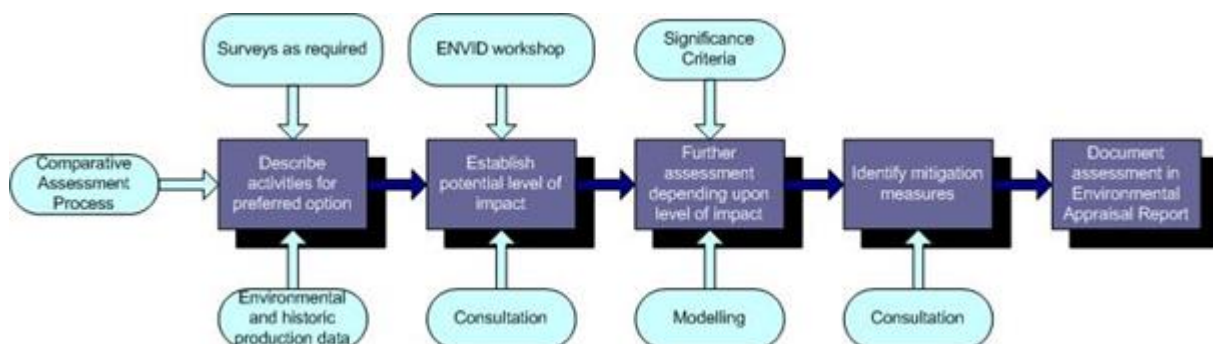 Surveys as required
ENVID workshop
Significance
Criteria
Comparative
Assessment
Process
Describe
activities for
preferred option
Establish
potential level of
impact
Further
assessment
depending upon
level of impact
Identify mitigation
measures
Document
assessment in
Environmental
Appraisal Report
Environmental
and historic
production data
Consultation
Modelling
Consultation